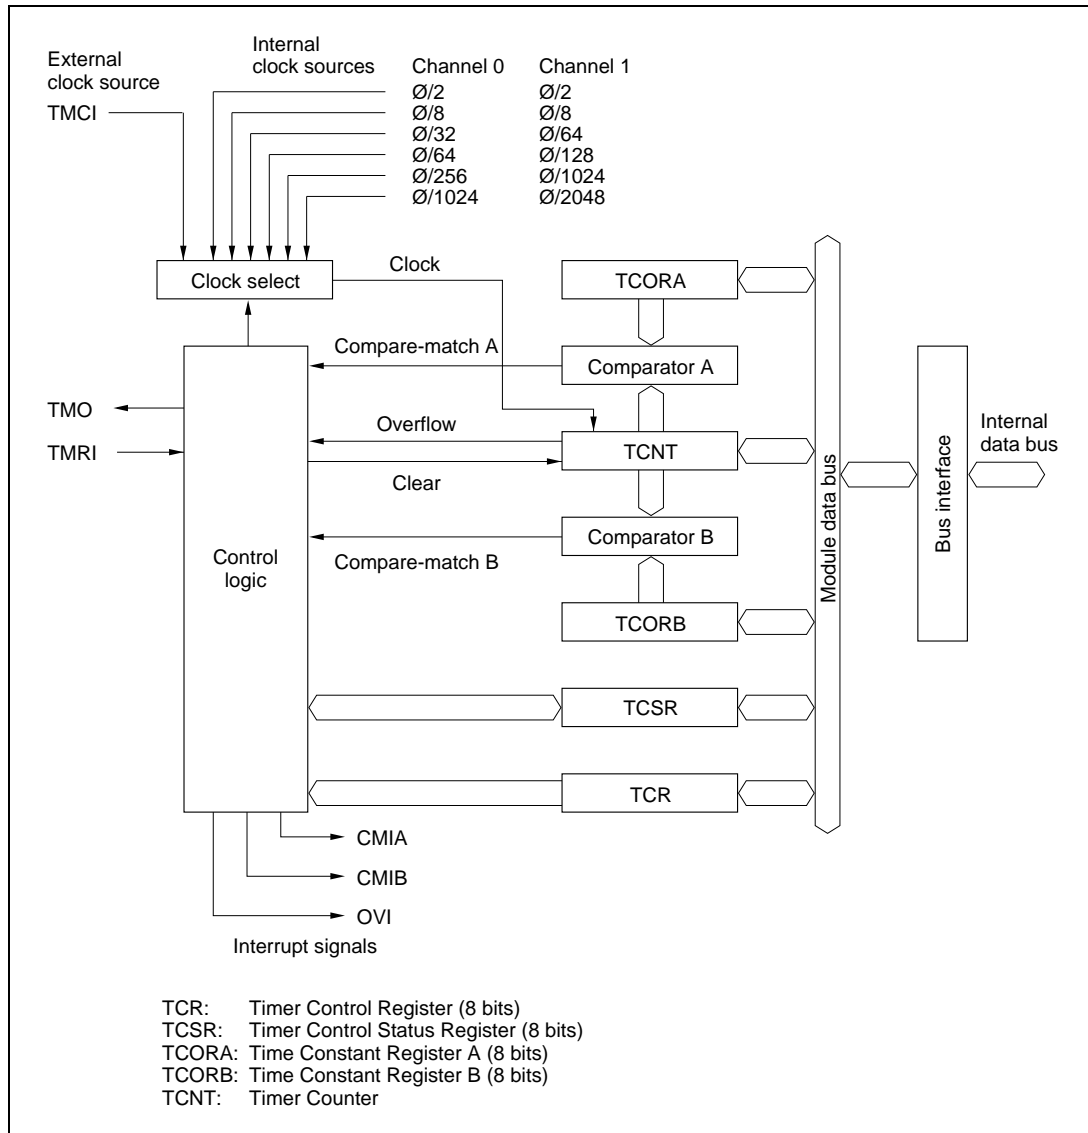 External
clock source
TMCI
Internal
clock sources
Channel 0 Channel 1
Ø/2 Ø/2
Ø/8 Ø/8
Ø/32 Ø/64
Ø/64 Ø/128
Ø/256 Ø/1024
Ø/1024 Ø/2048
Clock select
Clock
TCORA
Compare-match A
Comparator A
TMO
TMRI
Overflow
TCNT
Clear
Internal
data bus
Comparator B
Compare-match B
Control
logic
TCORB
Module data bus
Bus interface
TCSR
TCR
CMIA
CMIB
OVI
Interrupt signals
TCR: Timer Control Register (8 bits)
TCSR: Timer Control Status Register (8 bits)
TCORA: Time Constant Register A (8 bits)
TCORB: Time Constant Register B (8 bits)
TCNT: Timer Counter